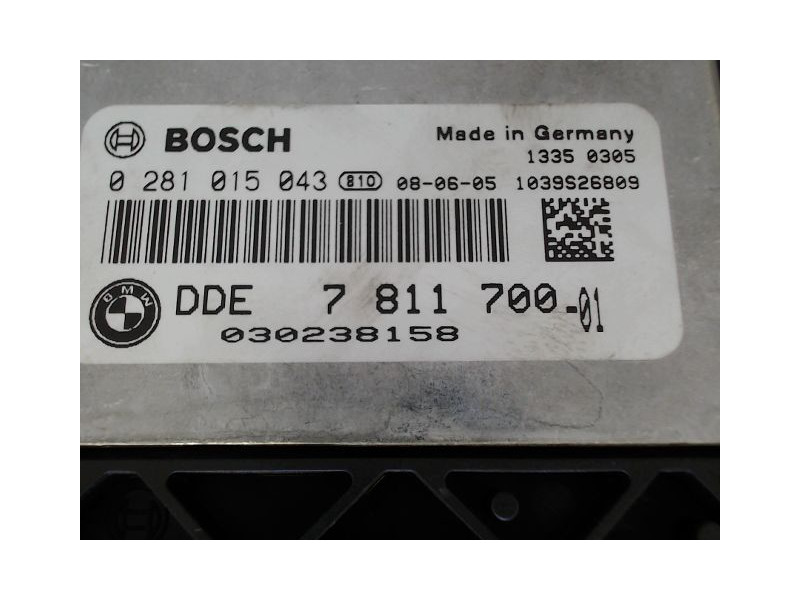 BOSCH Made in Germany
1335 0305
0 281 015 043 810 08-06-05 1039S26809
BMW DDE 7 811 700-01
030238158